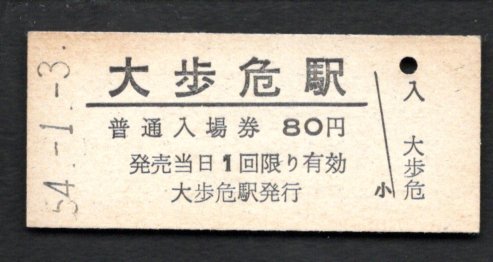 54.-1.-3.
大歩危駅
普通入場券 80円
発売当日1回限り有効
大歩危駅発行
入
大歩危
小